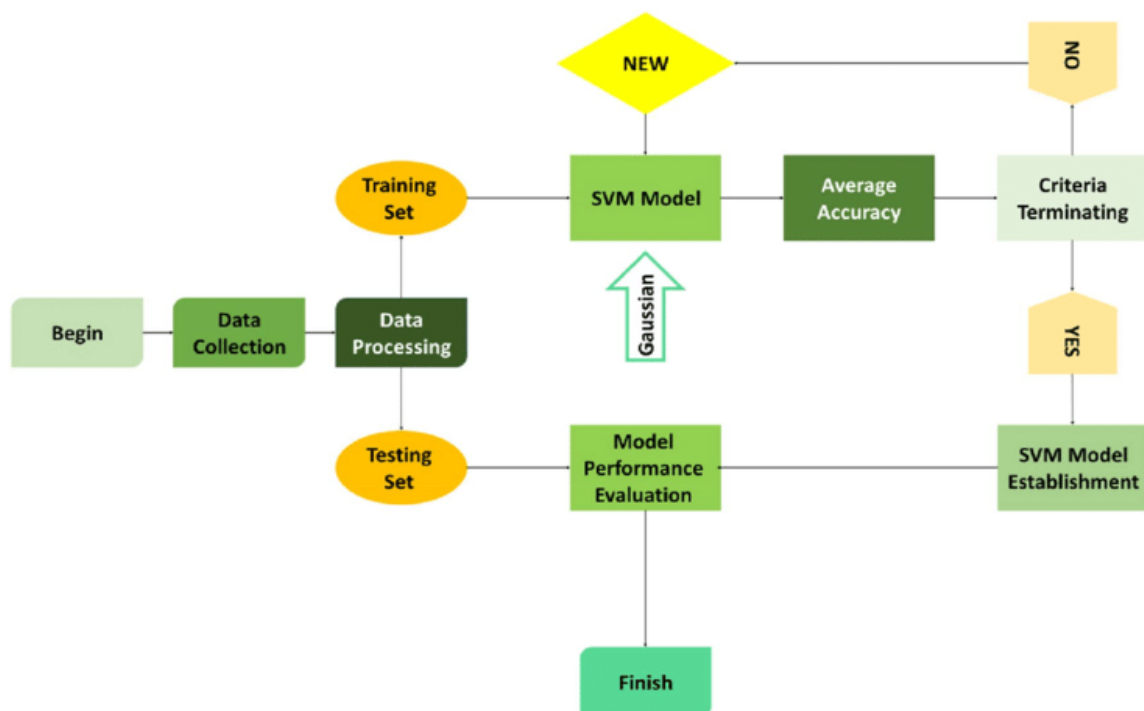 NEW
NO
Training
Set
SVM Model
Average
Accuracy
Criteria
Terminating
Gaussian
Begin
Data
Collection
Data
Processing
YES
Testing
Set
Model
Performance
Evaluation
SVM Model
Establishment
Finish